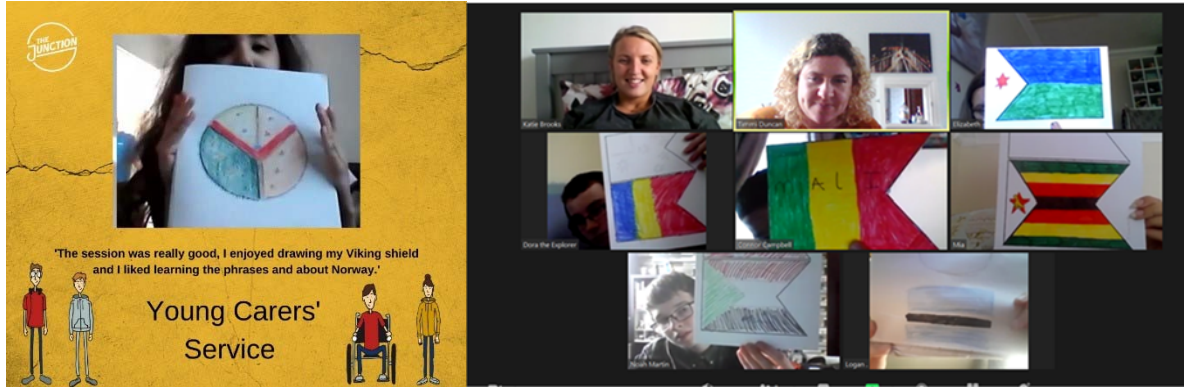 THE
JUNCTION
'The session was really good, I enjoyed drawing my Viking shield
and I liked learning the phrases and about Norway.'
Young Carers'
Service
Katie Brooks
Tammi Duncan
Elizabeth
Dora the Explorer
MALI
Connor Campbell
Mia
Noah Martin
Logan